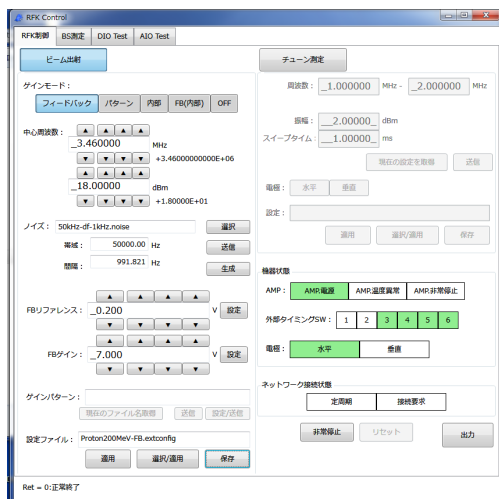 RFK Control
RFK制御 BS測定 DIO Test AIO Test
ビーム出射
ゲインモード：
フィードバック パターン 内部 FB(内部) OFF
中心周波数：
_3.460000 MHz
+3.46000000000E+06
_18.00000 dBm
+1.80000E+01
ノイズ： 50kHz-df-1kHz.noise 選択
帯域： 50000.00 Hz 送信
間隔： 991.821 Hz 生成
FBリファレンス： _0.200 V 設定
FBゲイン： _7.000 V 設定
ゲインパターン：
現在のファイル名取得 送信 設定/送信
設定ファイル： Proton200MeV-FB.extconfig
適用 選択/適用 保存
Ret = 0:正常終了
チューン測定
周波数： _1.000000 MHz - _2.000000 MHz
振幅： __2.00000_ dBm
スイープタイム： __1.00000_ ms
現在の設定を取得 送信
電極： 水平 垂直
設定：
適用 選択/適用 保存
機器状態
AMP： AMP.電源 AMP.温度異常 AMP.非常停止
外部タイミングSW： 1 2 3 4 5 6
電極： 水平 垂直
ネットワーク接続状態
定周期 接続要求
非常停止 リセット 出力